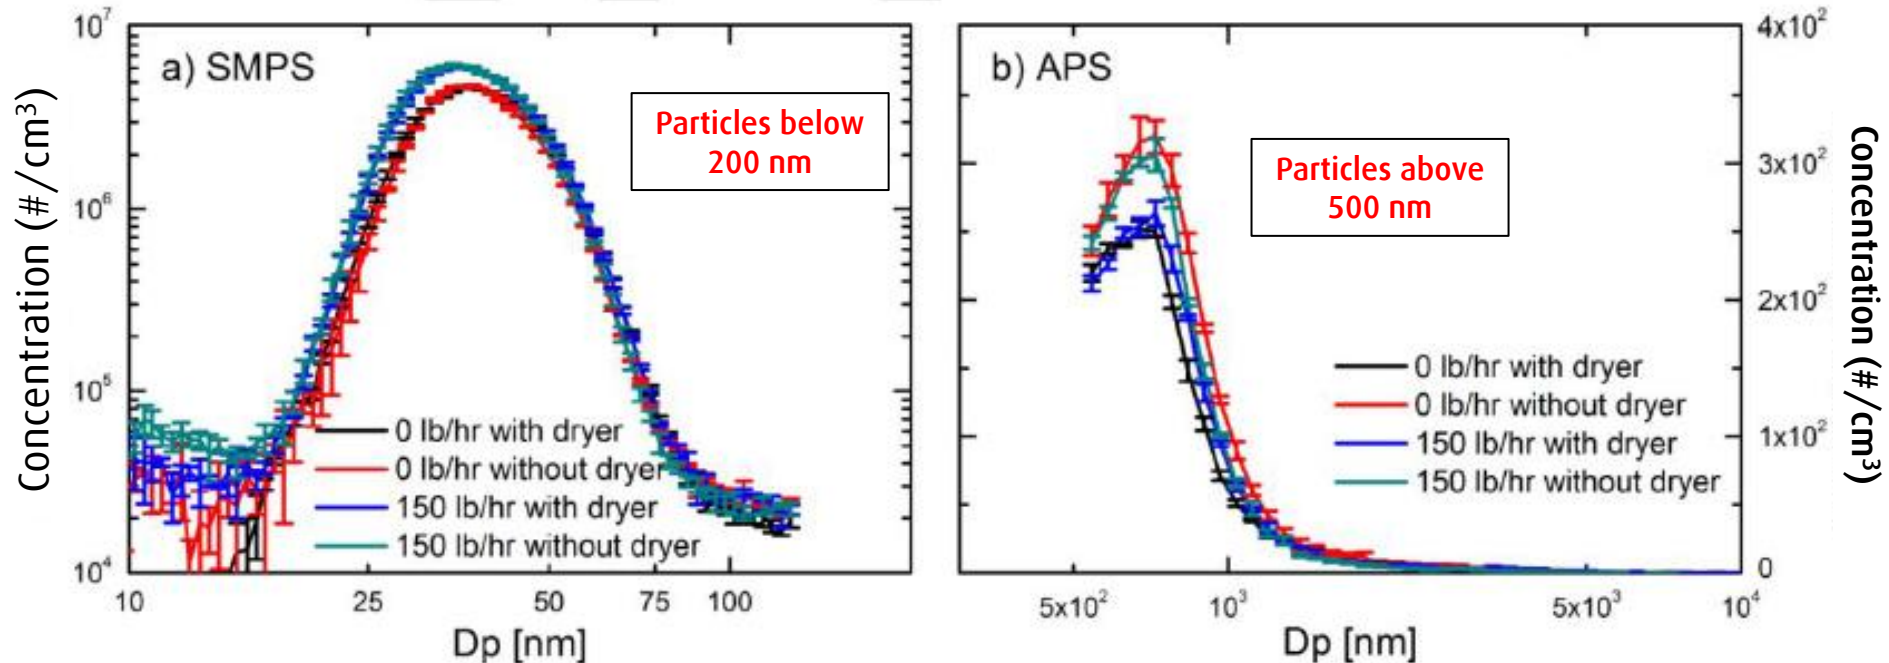 a) SMPS
Particles below
200 nm
Concentration (#/cm³)
10⁷
10⁶
10⁵
10⁴
0 lb/hr with dryer
0 lb/hr without dryer
150 lb/hr with dryer
150 lb/hr without dryer
10
25
50
75
100
Dp [nm]
b) APS
Particles above
500 nm
4x10²
3x10²
2x10²
1x10²
0
Concentration (#/cm³)
0 lb/hr with dryer
0 lb/hr without dryer
150 lb/hr with dryer
150 lb/hr without dryer
5x10²
10³
5x10³
10⁴
Dp [nm]